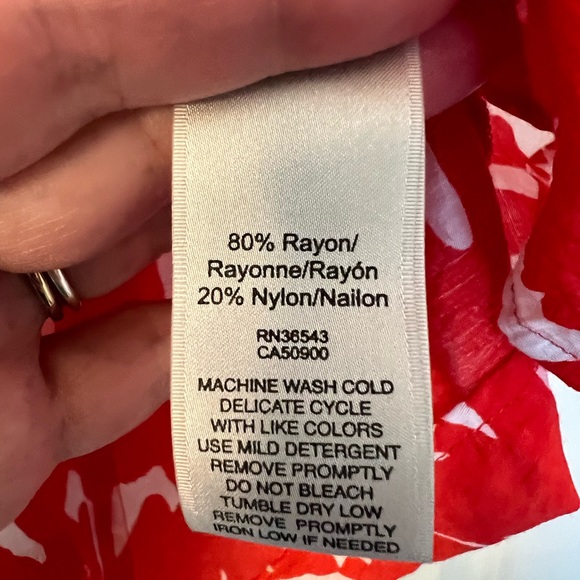 80% Rayon/
Rayonne/Rayón
20% Nylon/Nailon
RN36543
CA50900
MACHINE WASH COLD
DELICATE CYCLE
WITH LIKE COLORS
USE MILD DETERGENT
REMOVE PROMPTLY
DO NOT BLEACH
TUMBLE DRY LOW
REMOVE PROMPTLY
IRON LOW IF NEEDED